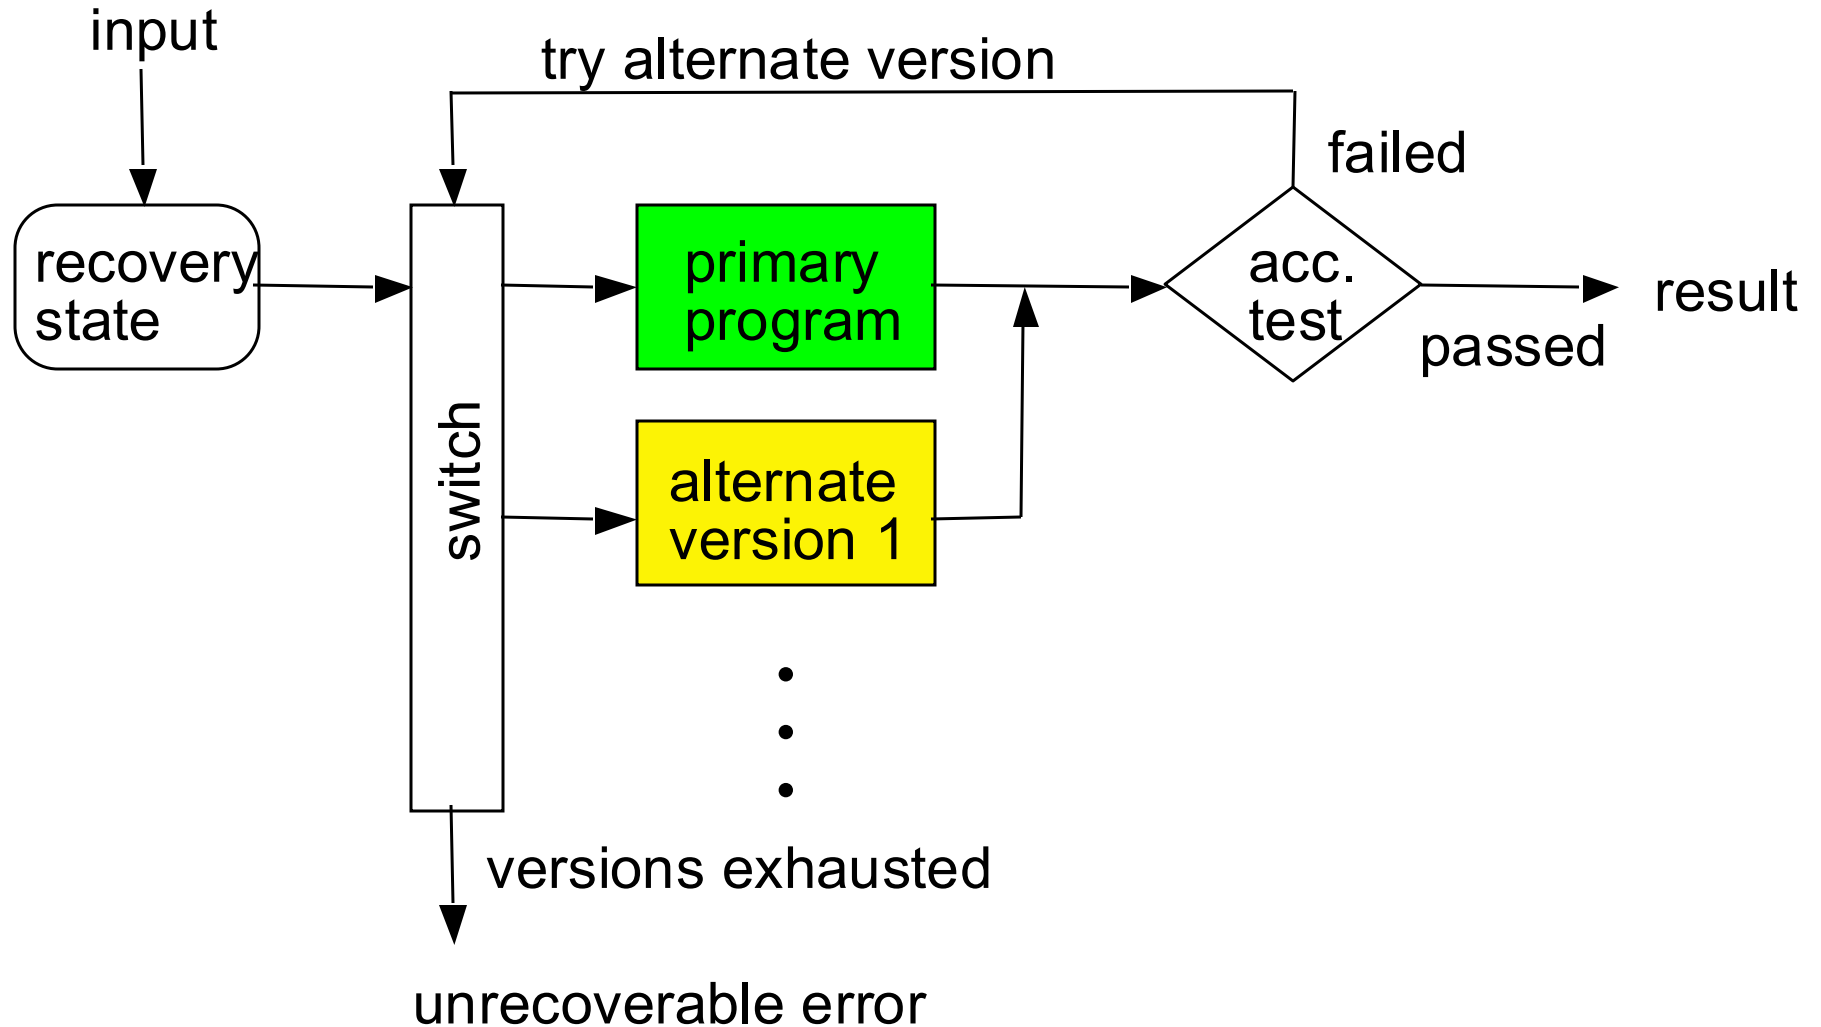 input
try alternate version
failed
recovery
state
switch
primary
program
acc.
test
result
passed
alternate
version 1
versions exhausted
unrecoverable error